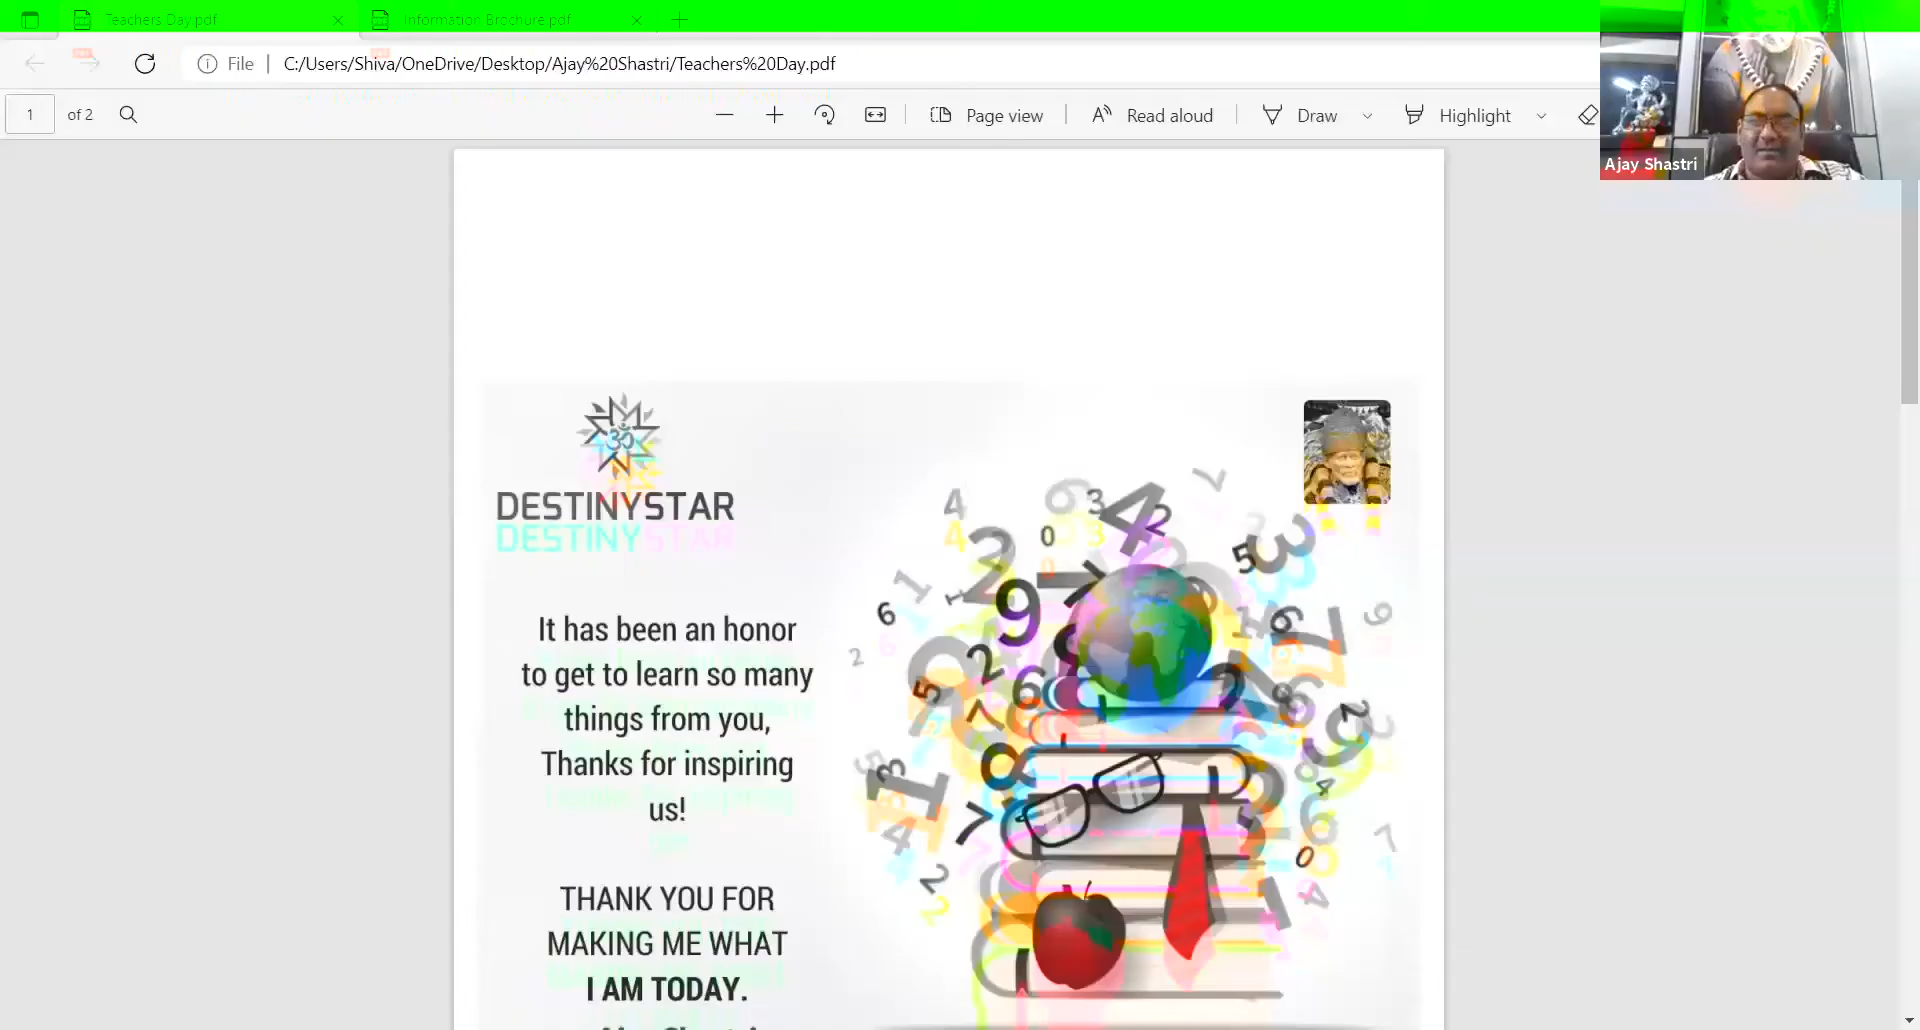 Teachers Day.pdf
Information Brochure.pdf
File
C:/Users/Shiva/OneDrive/Desktop/Ajay%20Shastri/Teachers%20Day.pdf
1 of 2
Page view
Read aloud
Draw
Highlight
Ajay Shastri
ॐ
DESTINYSTAR
It has been an honor
to get to learn so many
things from you,
Thanks for inspiring
us!
THANK YOU FOR
MAKING ME WHAT
I AM TODAY.